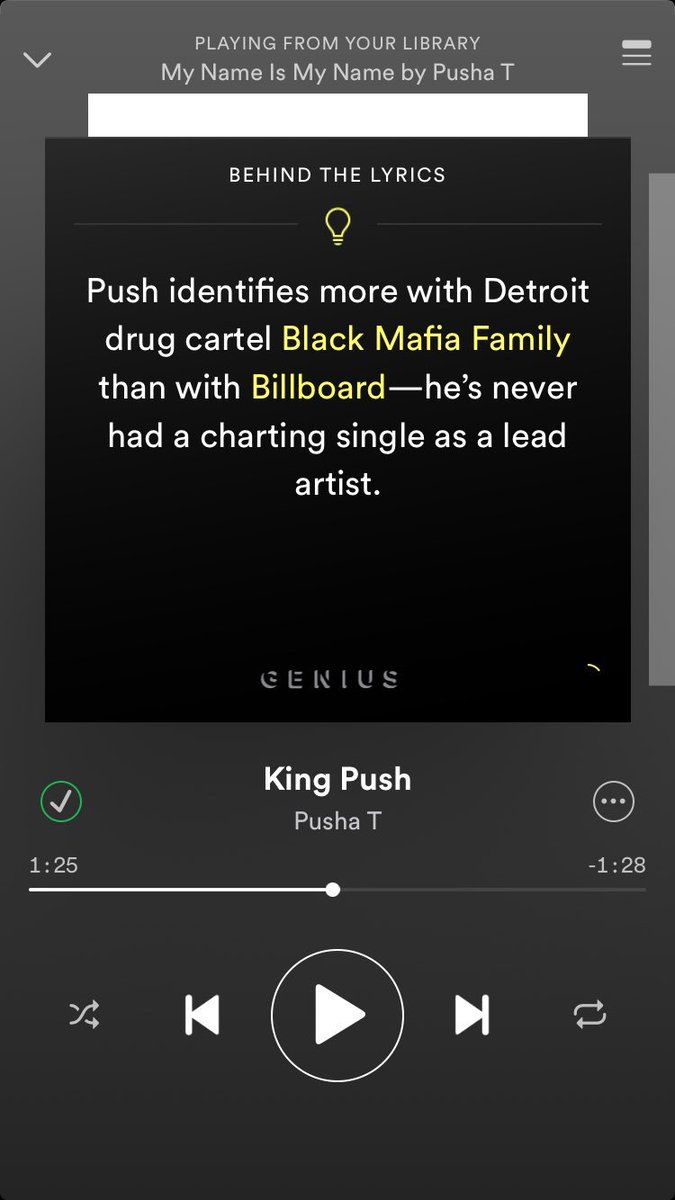 PLAYING FROM YOUR LIBRARY
My Name Is My Name by Pusha T
BEHIND THE LYRICS
Push identifies more with Detroit
drug cartel Black Mafia Family
than with Billboard—he's never
had a charting single as a lead
artist.
GENIUS
King Push
Pusha T
1:25
-1:28